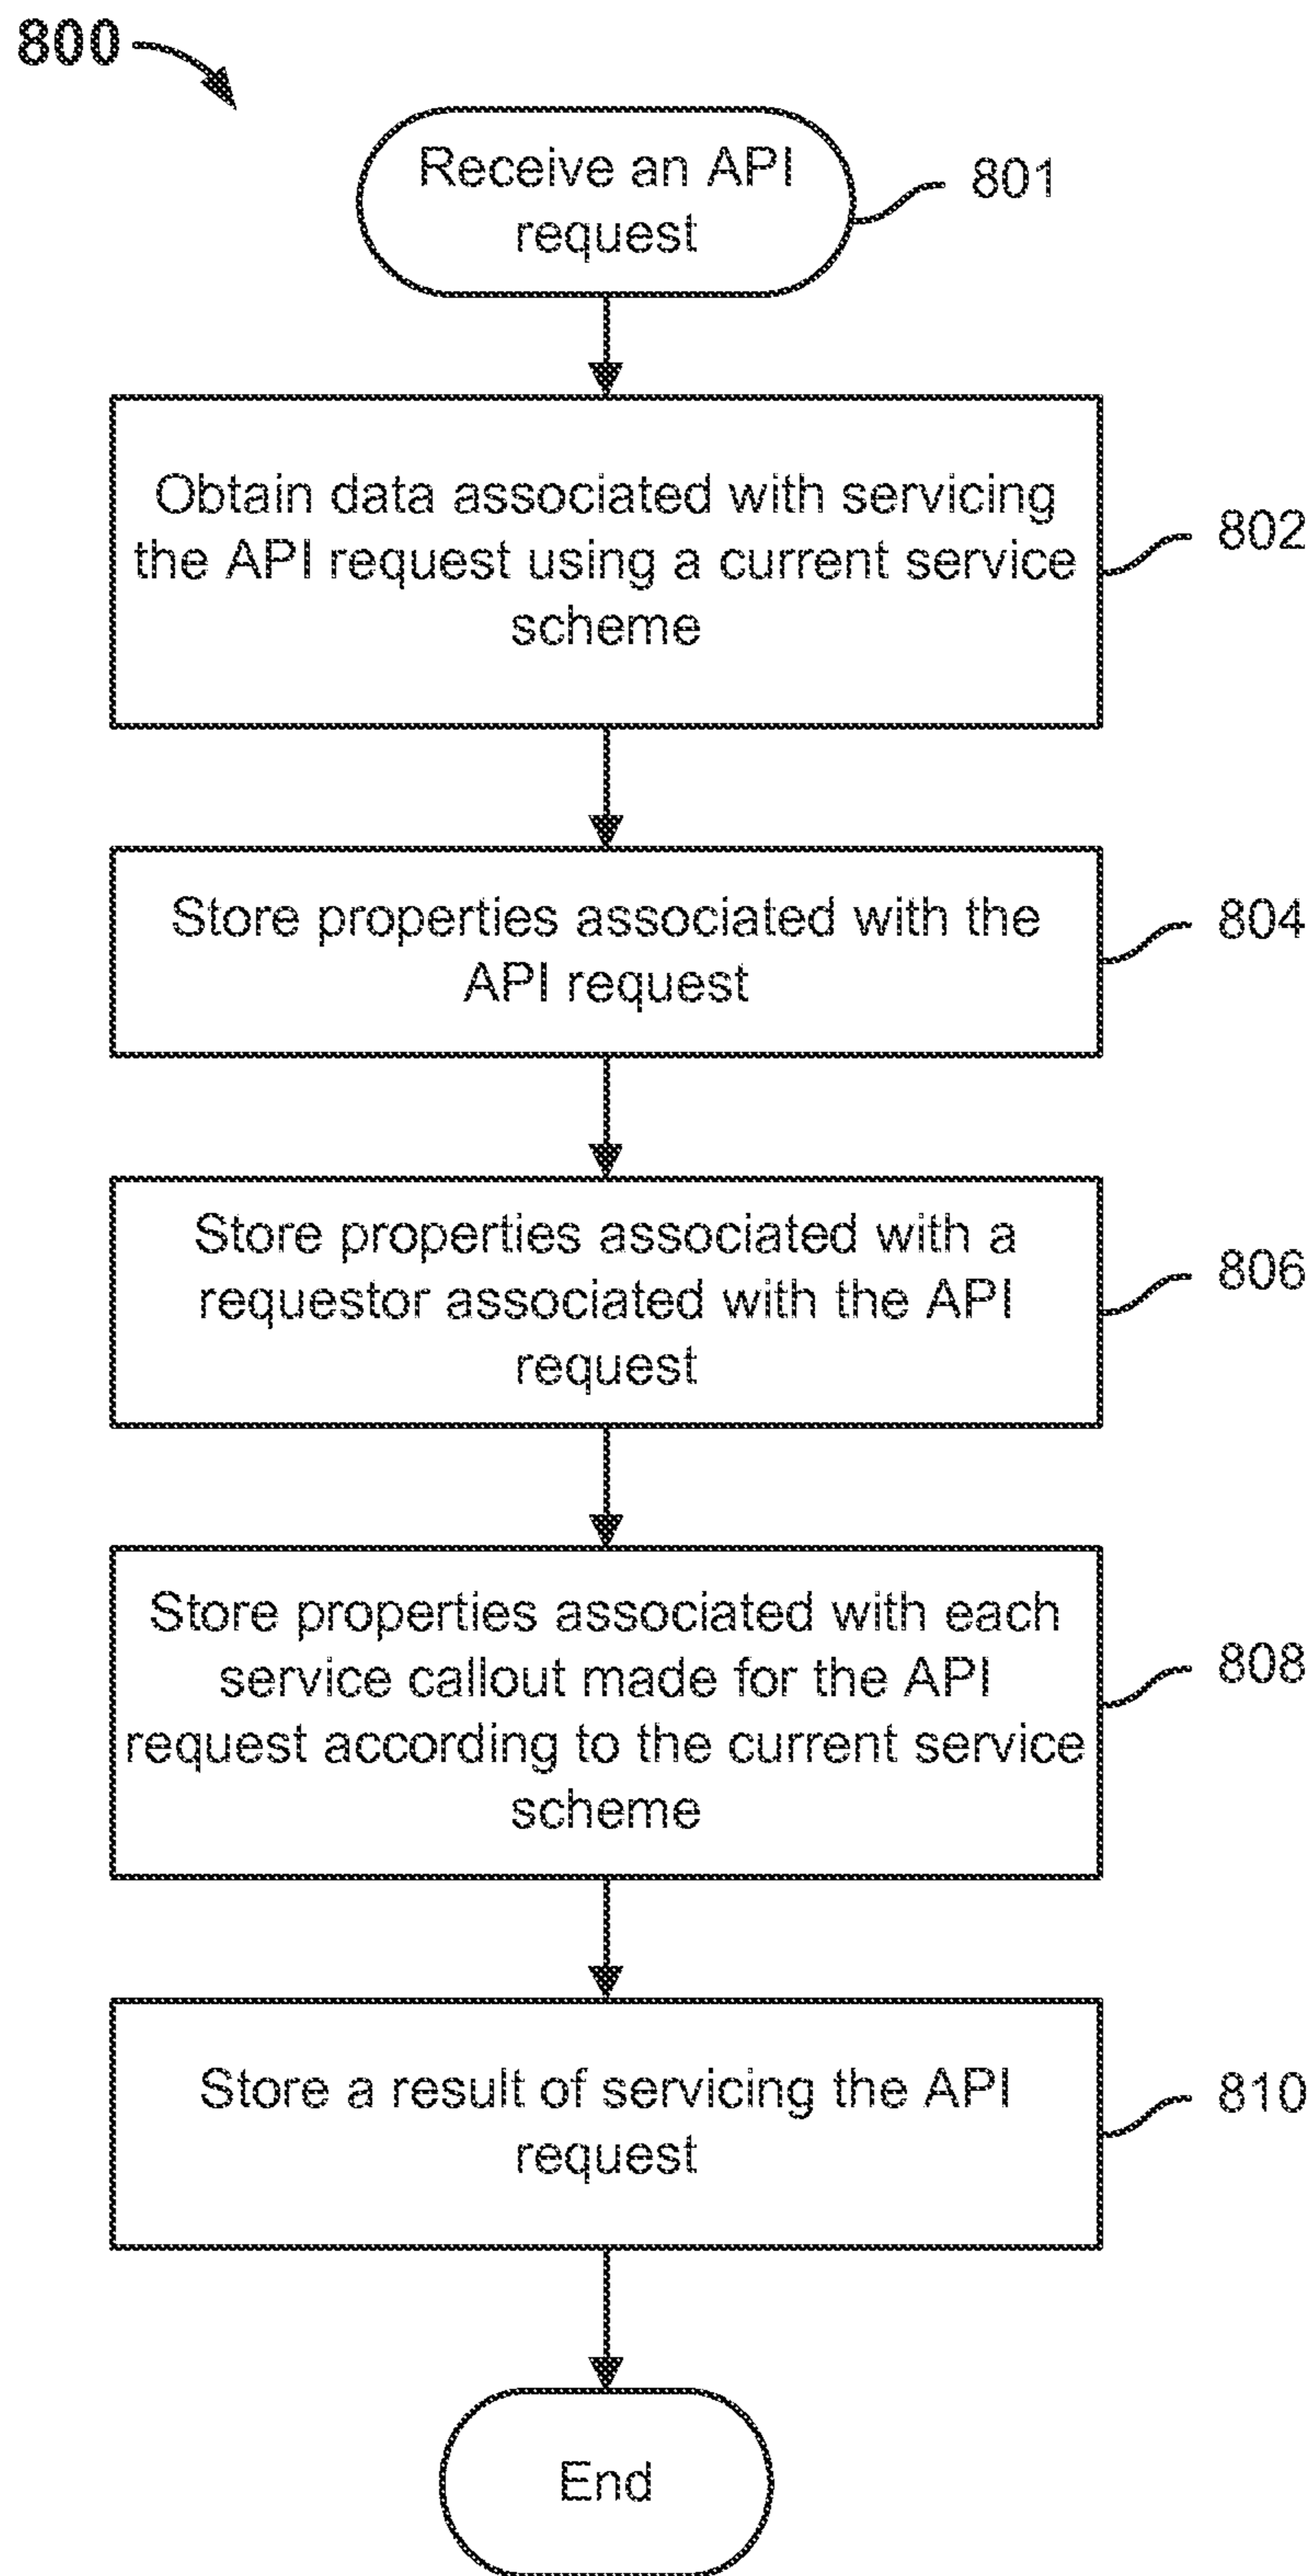 800
Receive an API
request
801
Obtain data associated with servicing
the API request using a current service
scheme
802
Store properties associated with the
API request
804
Store properties associated with a
requestor associated with the API
request
806
Store properties associated with each
service callout made for the API
request according to the current service
scheme
808
Store a result of servicing the API
request
810
End